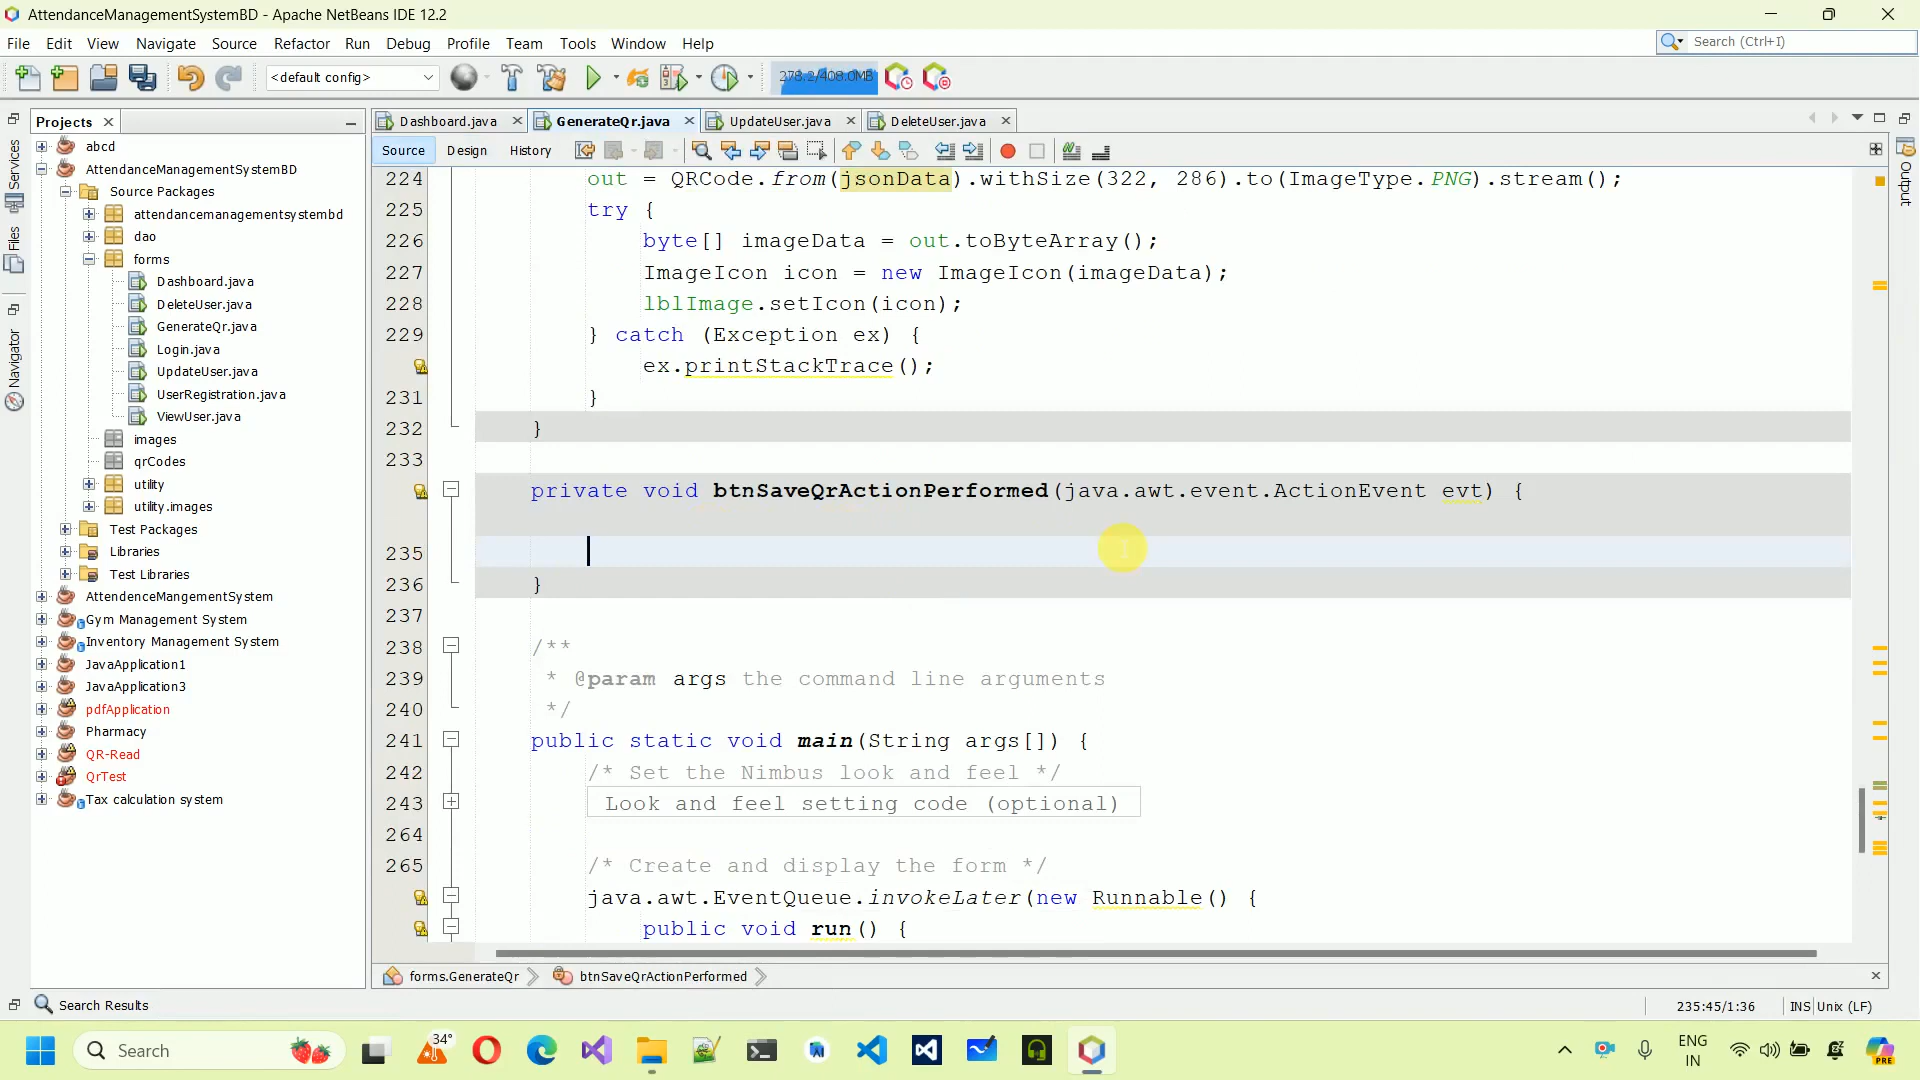 AttendanceManagementSystemBD - Apache NetBeans IDE 12.2
File Edit View Navigate Source Refactor Run Debug Profile Team Tools Window Help
Search (Ctrl+I)
<default config>
278.2/408.0MB
Projects
Dashboard.java GenerateQr.java UpdateUser.java DeleteUser.java
Source Design History
Services
Files
Navigator
Output
abcd
AttendanceManagementSystemBD
Source Packages
attendancemanagementsystembd
dao
forms
Dashboard.java
DeleteUser.java
GenerateQr.java
Login.java
UpdateUser.java
UserRegistration.java
ViewUser.java
images
qrCodes
utility
utility.images
Test Packages
Libraries
Test Libraries
AttendenceMangementSystem
Gym Management System
Inventory Management System
JavaApplication1
JavaApplication3
pdfApplication
Pharmacy
QR-Read
QrTest
Tax calculation system
224 out = QRCode.from(jsonData).withSize(322, 286).to(ImageType.PNG).stream();
225 try {
226 byte[] imageData = out.toByteArray();
227 ImageIcon icon = new ImageIcon(imageData);
228 lblImage.setIcon(icon);
229 } catch (Exception ex) {
ex.printStackTrace();
231 }
232 }
233
private void btnSaveQrActionPerformed(java.awt.event.ActionEvent evt) {
235
236 }
237
238 /**
239 * @param args the command line arguments
240 */
241 public static void main(String args[]) {
242 /* Set the Nimbus look and feel */
243 Look and feel setting code (optional)
264
265 /* Create and display the form */
java.awt.EventQueue.invokeLater(new Runnable() {
public void run() {
forms.GenerateQr btnSaveQrActionPerformed
Search Results
235:45/1:36 INS Unix (LF)
Search
34°
ENG
IN
PRE